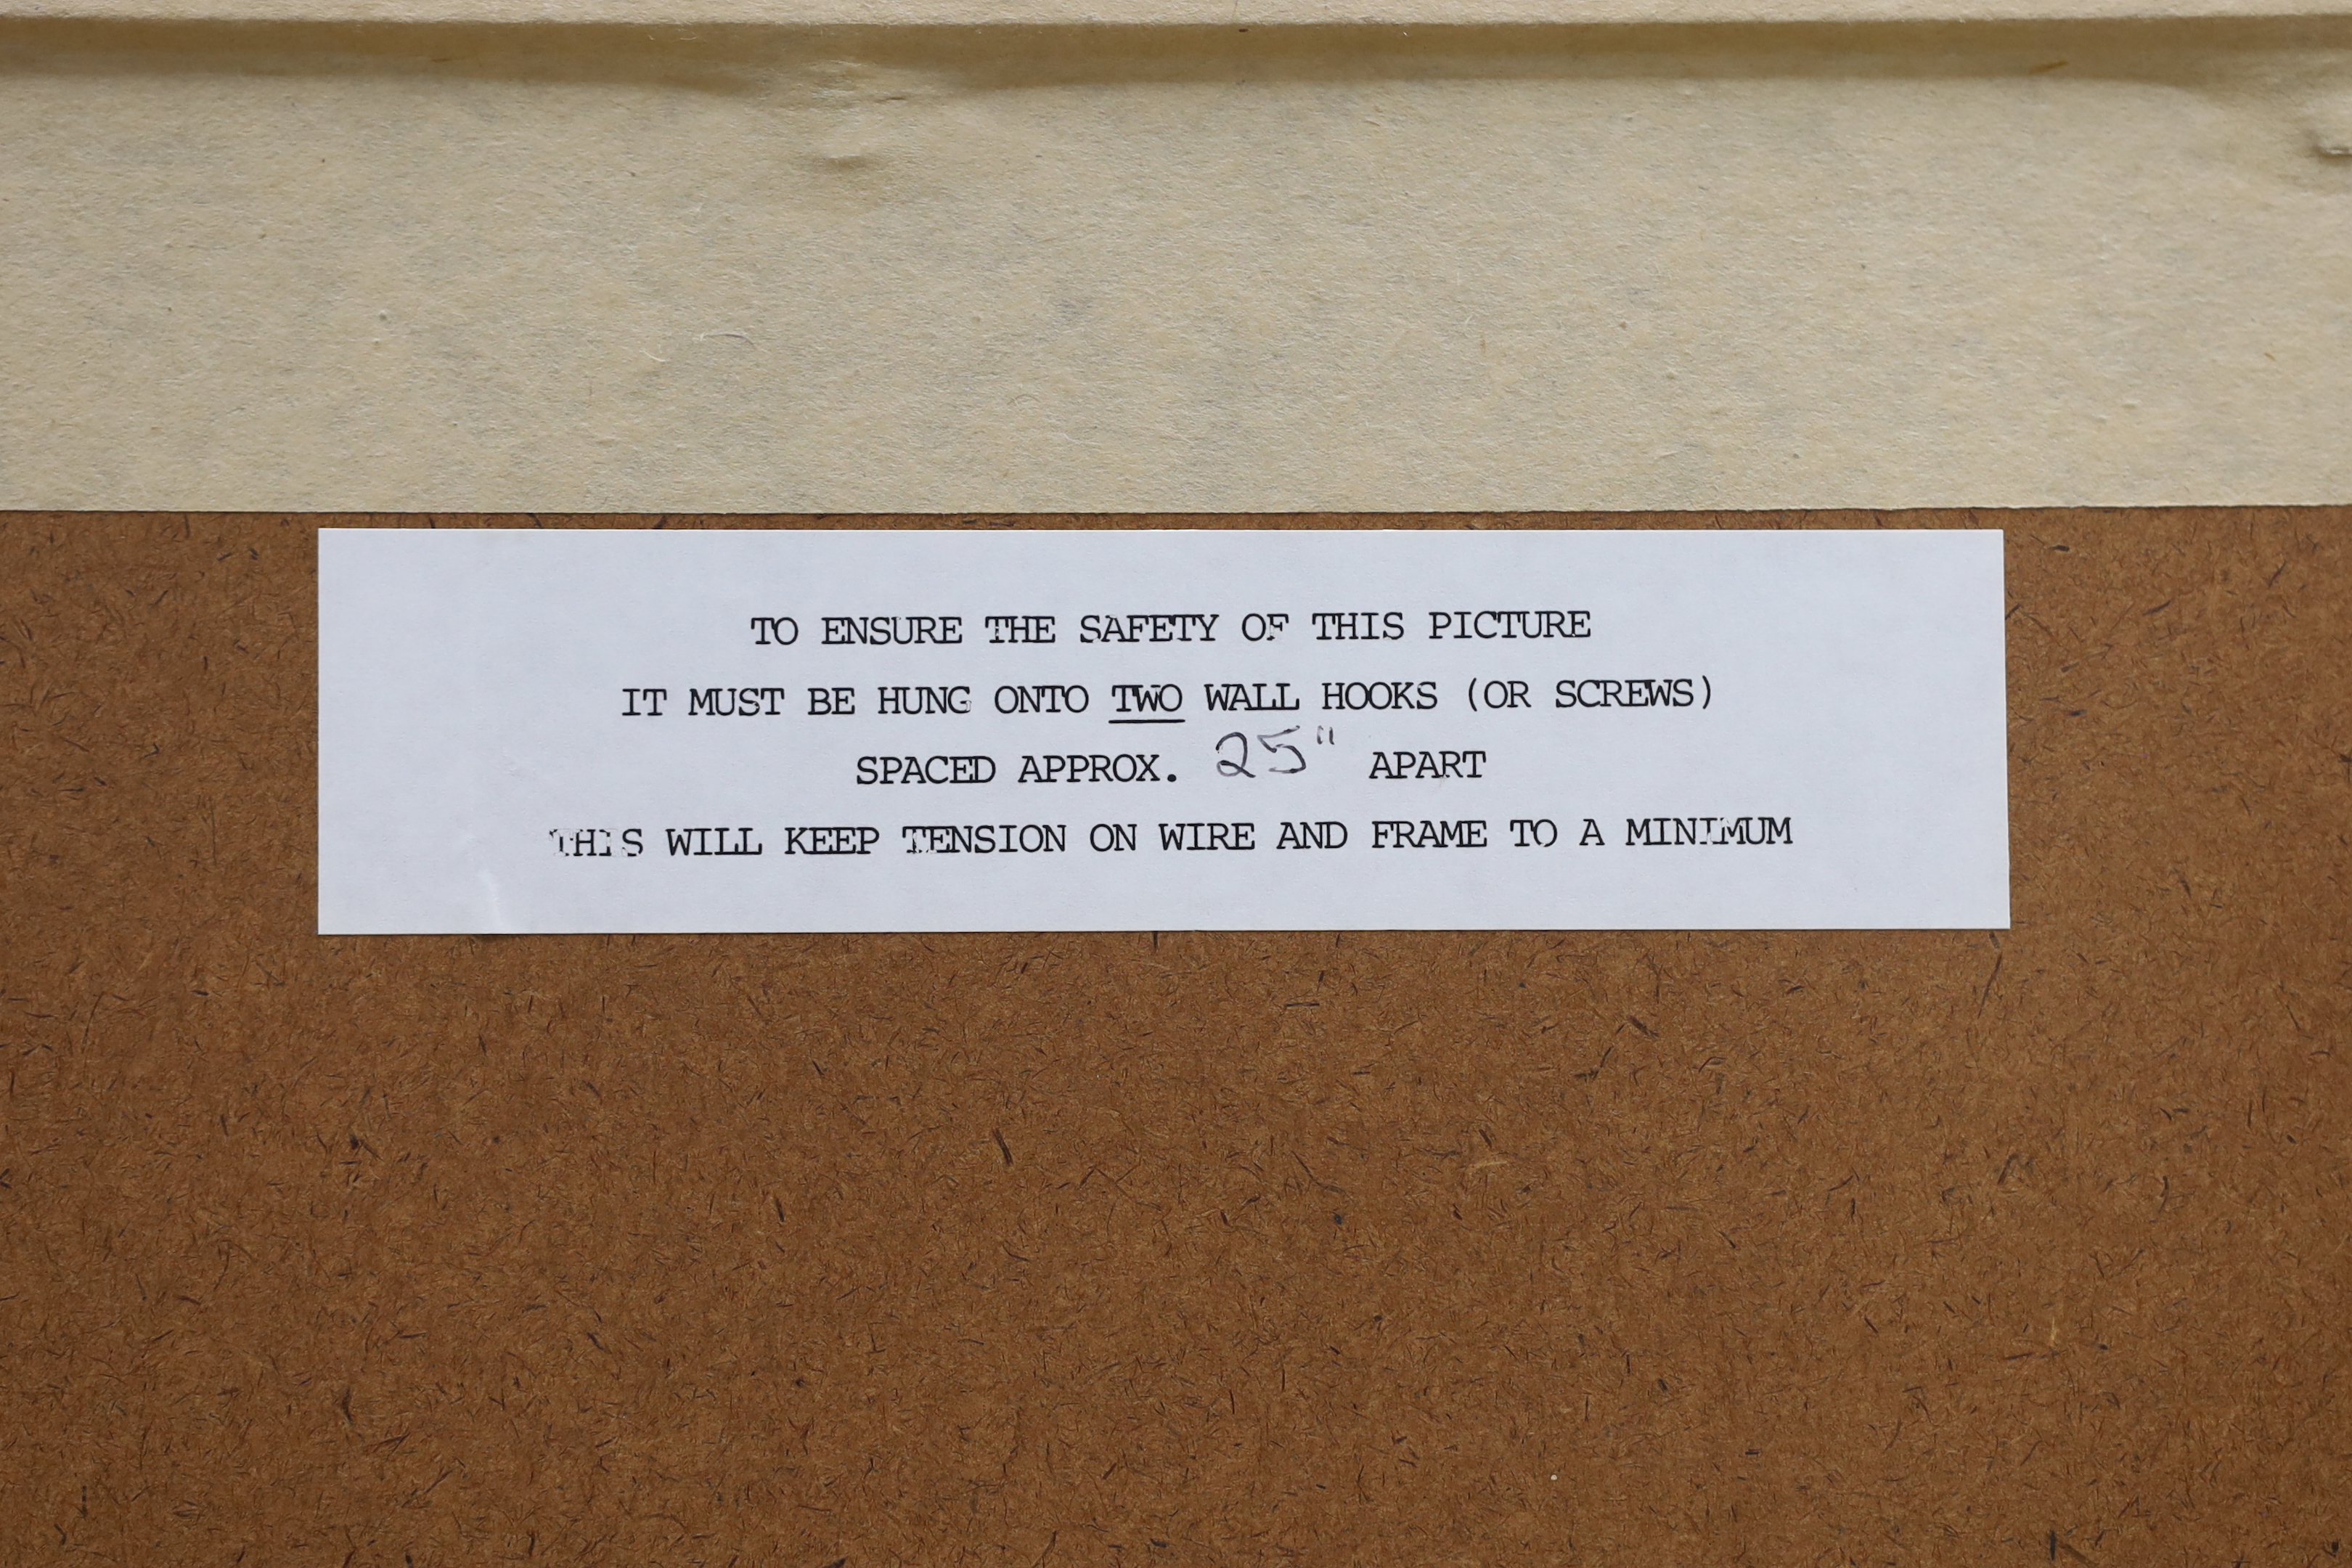 TO ENSURE THE SAFETY OF THIS PICTURE
IT MUST BE HUNG ONTO TWO WALL HOOKS (OR SCREWS)
SPACED APPROX. 25" APART
THIS WILL KEEP TENSION ON WIRE AND FRAME TO A MINIMUM